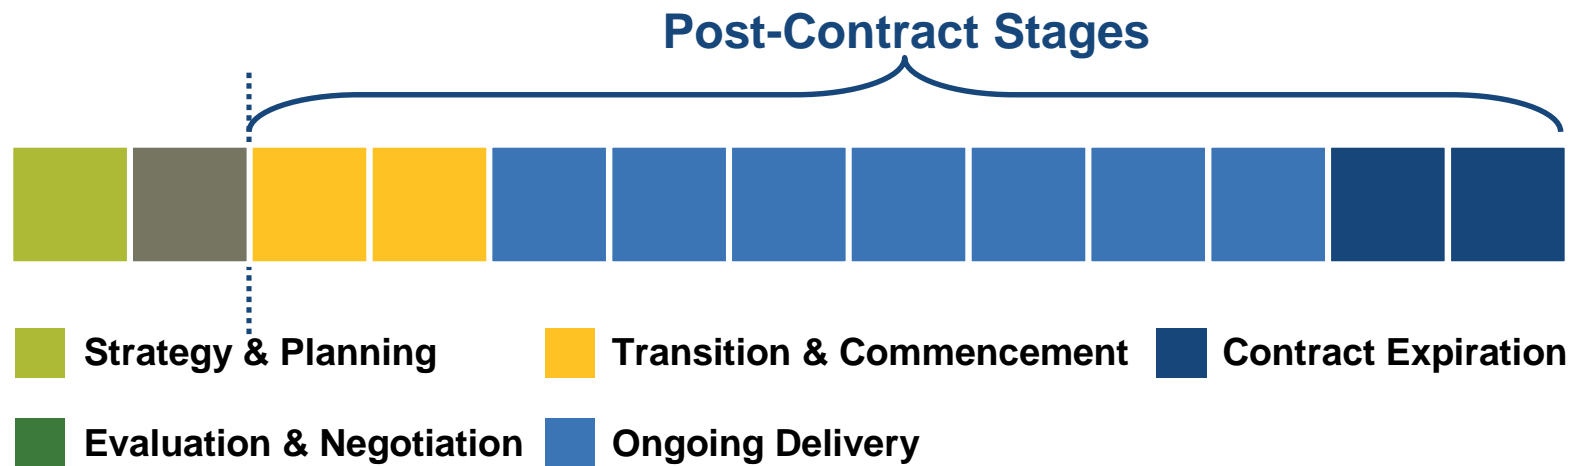 Post-Contract Stages
Strategy & Planning
Transition & Commencement
Contract Expiration
Evaluation & Negotiation
Ongoing Delivery